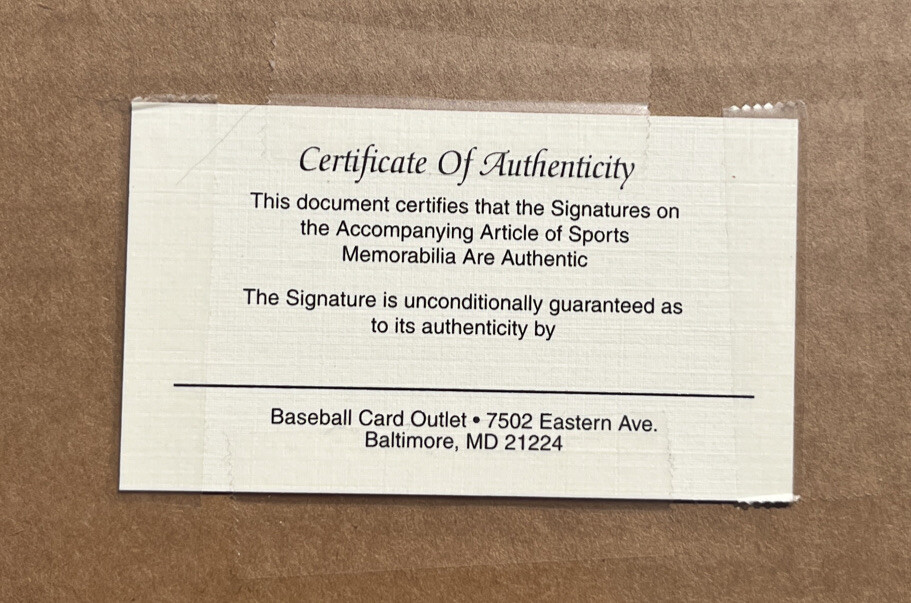 Certificate Of Authenticity
This document certifies that the Signatures on
the Accompanying Article of Sports
Memorabilia Are Authentic
The Signature is unconditionally guaranteed as
to its authenticity by
Baseball Card Outlet • 7502 Eastern Ave.
Baltimore, MD 21224